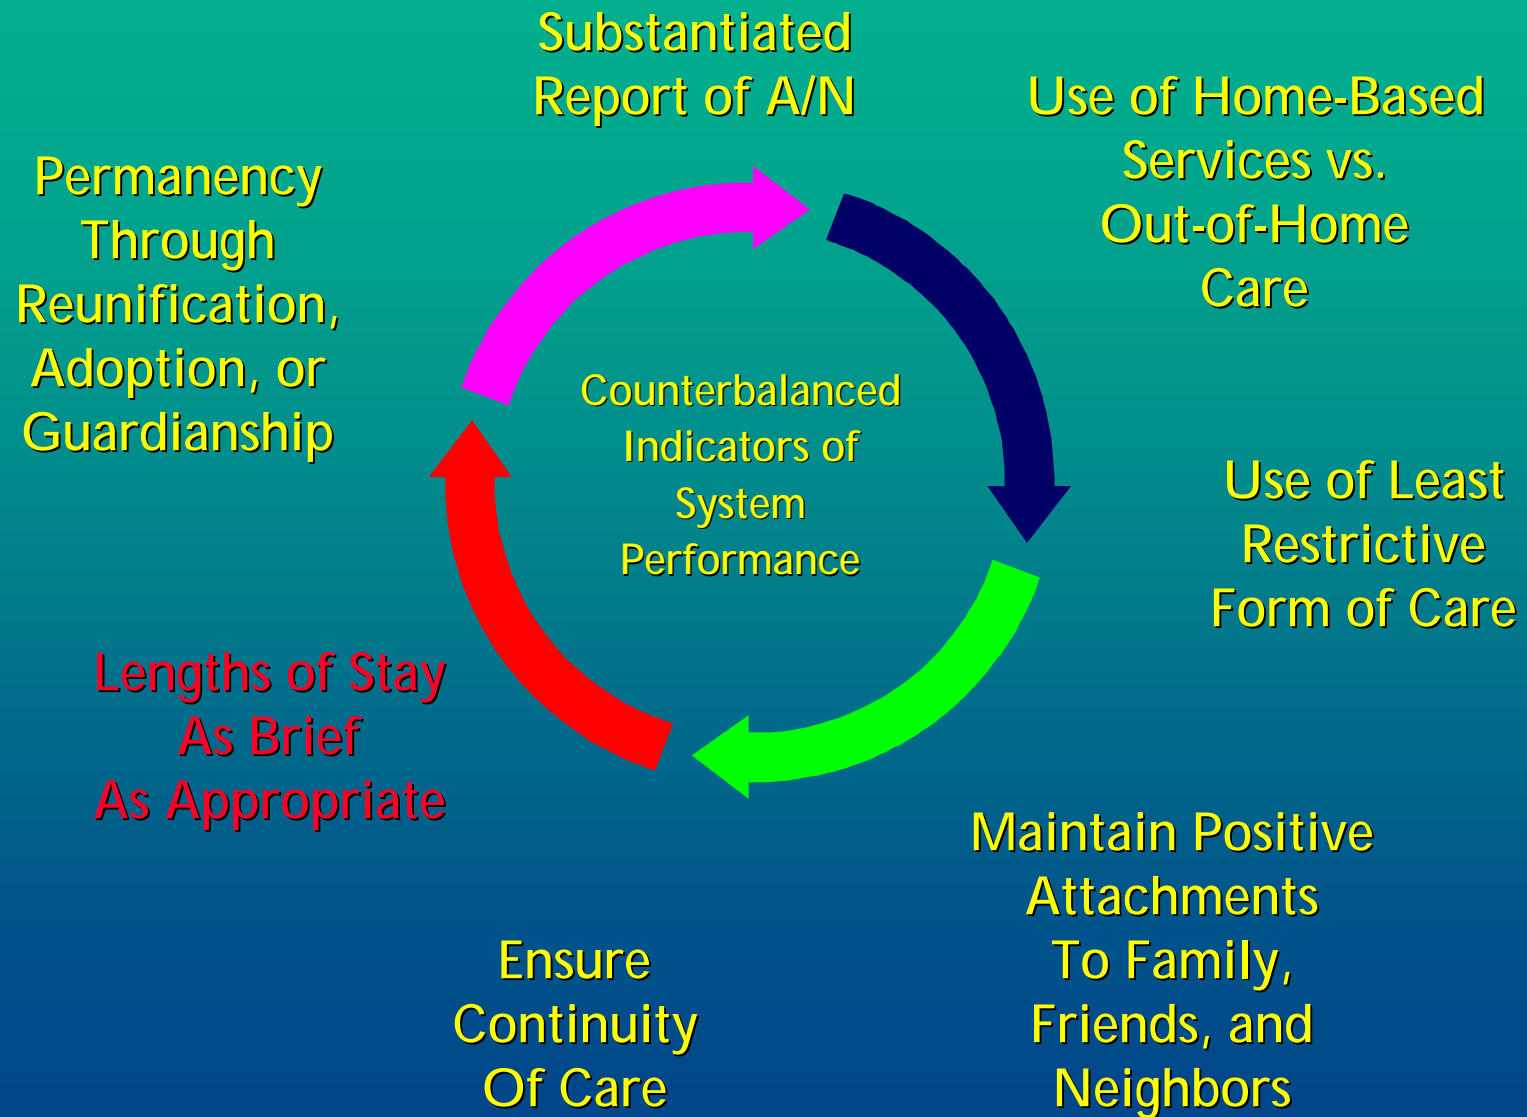 Substantiated
Report of A/N
Use of Home-Based
Services vs.
Out-of-Home
Care
Use of Least
Restrictive
Form of Care
Maintain Positive
Attachments
To Family,
Friends, and
Neighbors
Ensure
Continuity
Of Care
Lengths of Stay
As Brief
As Appropriate
Permanency
Through
Reunification,
Adoption, or
Guardianship
Counterbalanced
Indicators of
System
Performance